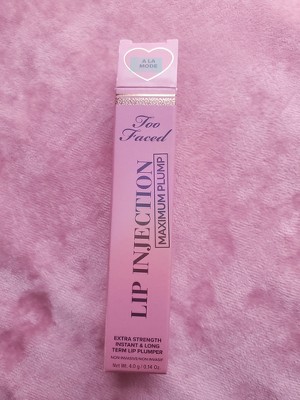 A LA
MODE
Too
Faced
LIP INJECTION
MAXIMUM PLUMP
EXTRA STRENGTH
INSTANT & LONG
TERM LIP PLUMPER
Net. Wt. 4.0 g / 0.14 Oz.